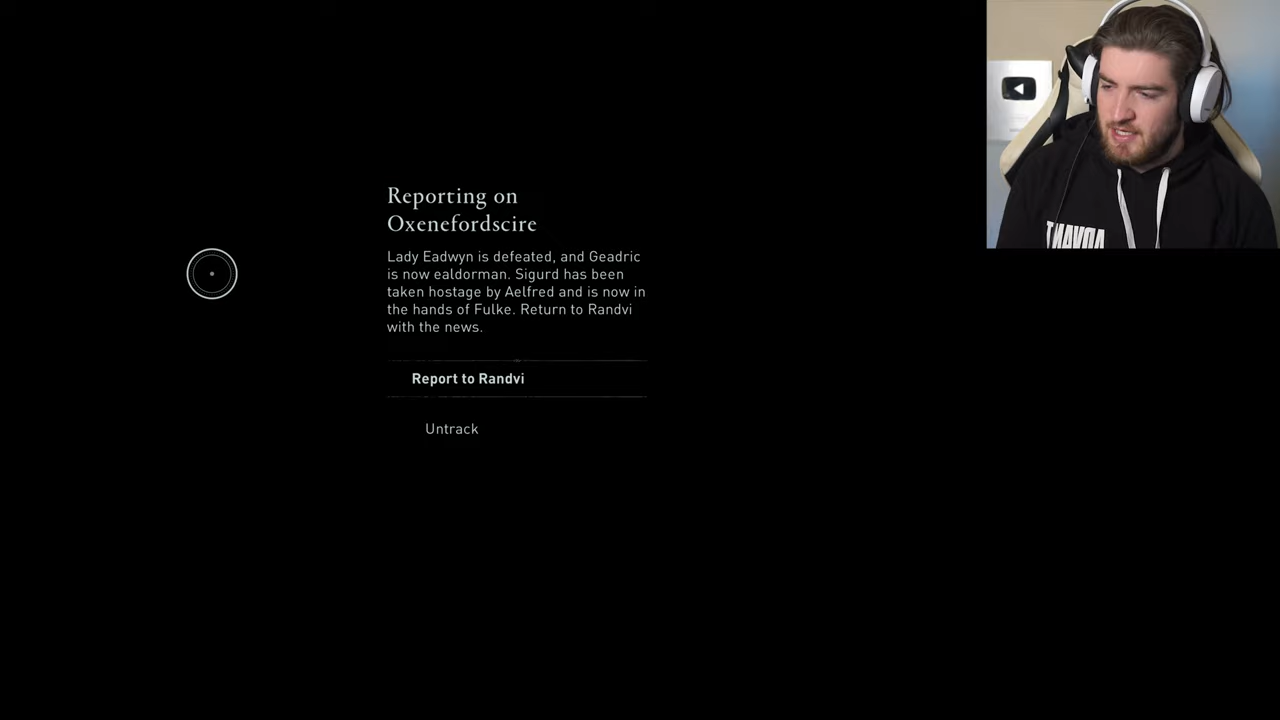 Reporting on
Oxenefordscire
Lady Eadwyn is defeated, and Geadric
is now ealdorman. Sigurd has been
taken hostage by Aelfred and is now in
the hands of Fulke. Return to Randvi
with the news.
Report to Randvi
Untrack